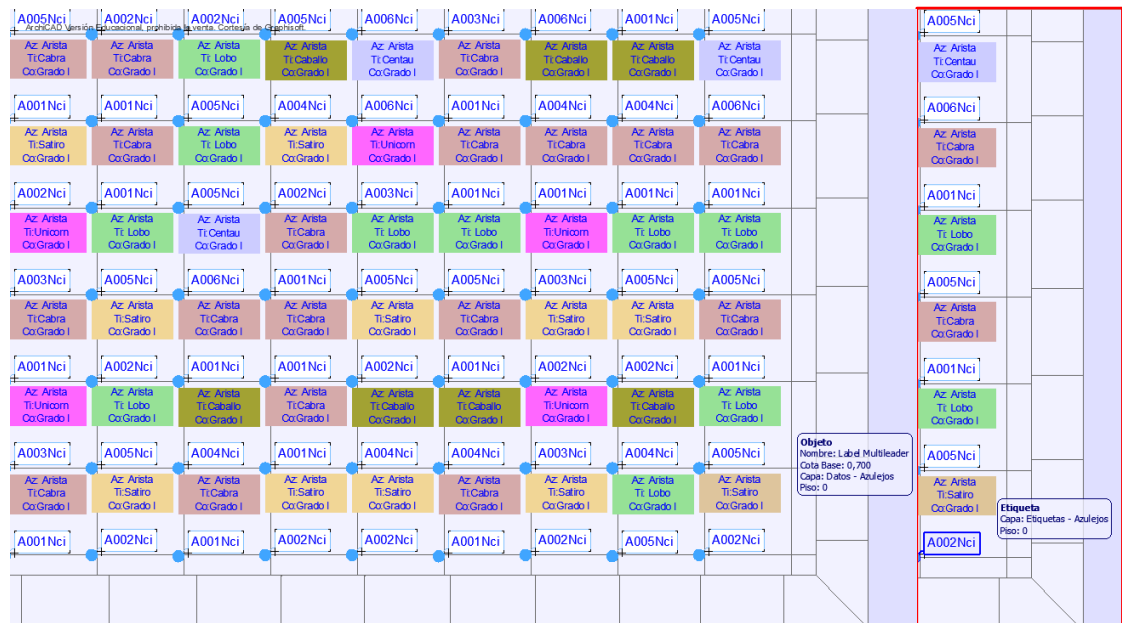 A005Nci A002Nci A002Nci A005Nci A006Nci A003Nci A006Nci A001Nci A005Nci A005Nci
ArchiCAD Versión Educacional, prohibida la venta. Cortesía de Graphisoft.
Az: Arista Az: Arista Az: Arista Az: Arista Az: Arista Az: Arista Az: Arista Az: Arista Az: Arista Az: Arista
Ti:Cabra Ti:Cabra Ti: Lobo Ti:Caballo Ti:Centau Ti:Cabra Ti:Caballo Ti:Caballo Ti:Centau Ti:Centau
Co:Grado I Co:Grado I Co:Grado I Co:Grado I Co:Grado I Co:Grado I Co:Grado I Co:Grado I Co:Grado I Co:Grado I
A001Nci A001Nci A005Nci A004Nci A006Nci A001Nci A004Nci A004Nci A006Nci A006Nci
Az: Arista Az: Arista Az: Arista Az: Arista Az: Arista Az: Arista Az: Arista Az: Arista Az: Arista Az: Arista
Ti:Satiro Ti:Cabra Ti: Lobo Ti:Satiro Ti:Unicorn Ti:Cabra Ti:Cabra Ti:Cabra Ti:Cabra Ti:Cabra
Co:Grado I Co:Grado I Co:Grado I Co:Grado I Co:Grado I Co:Grado I Co:Grado I Co:Grado I Co:Grado I Co:Grado I
A002Nci A001Nci A005Nci A002Nci A003Nci A001Nci A001Nci A001Nci A001Nci A001Nci
Az: Arista Az: Arista Az: Arista Az: Arista Az: Arista Az: Arista Az: Arista Az: Arista Az: Arista Az: Arista
Ti:Unicorn Ti: Lobo Ti:Centau Ti:Cabra Ti: Lobo Ti: Lobo Ti:Unicorn Ti: Lobo Ti: Lobo Ti: Lobo
Co:Grado I Co:Grado I Co:Grado I Co:Grado I Co:Grado I Co:Grado I Co:Grado I Co:Grado I Co:Grado I Co:Grado I
A003Nci A005Nci A006Nci A001Nci A005Nci A005Nci A003Nci A005Nci A005Nci A005Nci
Az: Arista Az: Arista Az: Arista Az: Arista Az: Arista Az: Arista Az: Arista Az: Arista Az: Arista Az: Arista
Ti:Cabra Ti:Satiro Ti:Cabra Ti:Cabra Ti:Satiro Ti:Cabra Ti:Satiro Ti:Satiro Ti:Cabra Ti:Cabra
Co:Grado I Co:Grado I Co:Grado I Co:Grado I Co:Grado I Co:Grado I Co:Grado I Co:Grado I Co:Grado I Co:Grado I
A001Nci A002Nci A001Nci A001Nci A002Nci A001Nci A002Nci A002Nci A001Nci A001Nci
Az: Arista Az: Arista Az: Arista Az: Arista Az: Arista Az: Arista Az: Arista Az: Arista Az: Arista Az: Arista
Ti:Unicorn Ti: Lobo Ti:Caballo Ti:Cabra Ti:Caballo Ti:Caballo Ti:Unicorn Ti:Caballo Ti: Lobo Ti: Lobo
Co:Grado I Co:Grado I Co:Grado I Co:Grado I Co:Grado I Co:Grado I Co:Grado I Co:Grado I Co:Grado I Co:Grado I
A003Nci A005Nci A004Nci A001Nci A004Nci A004Nci A003Nci A004Nci A005Nci A005Nci
Az: Arista Az: Arista Az: Arista Az: Arista Az: Arista Az: Arista Az: Arista Az: Arista Az: Arista Az: Arista
Ti:Cabra Ti:Satiro Ti:Cabra Ti:Satiro Ti:Satiro Ti:Cabra Ti:Satiro Ti: Lobo Ti:Satiro Ti:Satiro
Co:Grado I Co:Grado I Co:Grado I Co:Grado I Co:Grado I Co:Grado I Co:Grado I Co:Grado I Co:Grado I Co:Grado I
A001Nci A002Nci A001Nci A002Nci A002Nci A001Nci A002Nci A005Nci A002Nci A002Nci
Objeto
Nombre: Label Multileader
Cota Base: 0,700
Capa: Datos - Azulejos
Piso: 0
Etiqueta
Capa: Etiquetas - Azulejos
Piso: 0